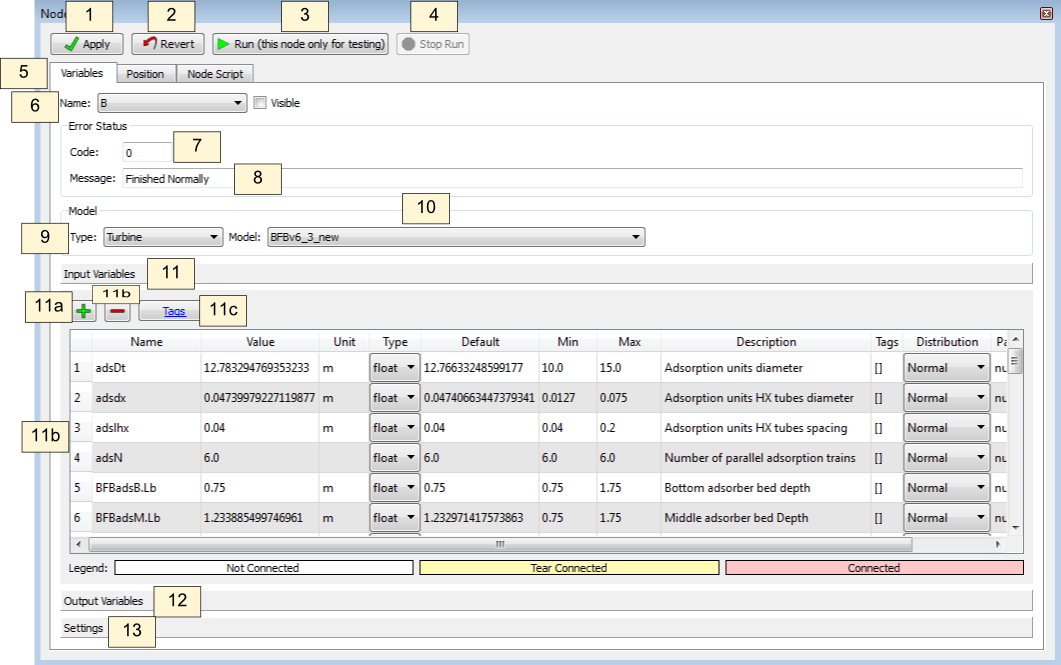 Node
1
2
3
4
Apply
Revert
Run (this node only for testing)
Stop Run
5
Variables
Position
Node Script
6
Name:
B
Visible
Error Status
Code:
0
7
Message:
Finished Normally
8
Model
10
9
Type:
Turbine
Model:
BFBv6_3_new
Input Variables
11
11a
11b
Tags
11c
Name Value Unit Type Default Min Max Description Tags Distribution
1 adsDt 12.783294769353233 m float 12.76633248599177 10.0 15.0 Adsorption units diameter [] Normal nu
2 adsdx 0.04739979227119877 m float 0.04740663447379341 0.0127 0.075 Adsorption units HX tubes diameter [] Normal nu
11b
3 adslhx 0.04 m float 0.04 0.04 0.2 Adsorption units HX tubes spacing [] Normal nu
4 adsN 6.0 float 6.0 6.0 6.0 Number of parallel adsorption trains [] Normal nu
5 BFBadsB.Lb 0.75 m float 0.75 0.75 1.75 Bottom adsorber bed depth [] Normal nu
6 BFBadsM.Lb 1.233885499746961 m float 1.232971417573863 0.75 1.75 Middle adsorber bed Depth [] Normal nu
Legend:
Not Connected
Tear Connected
Connected
Output Variables
12
Settings
13